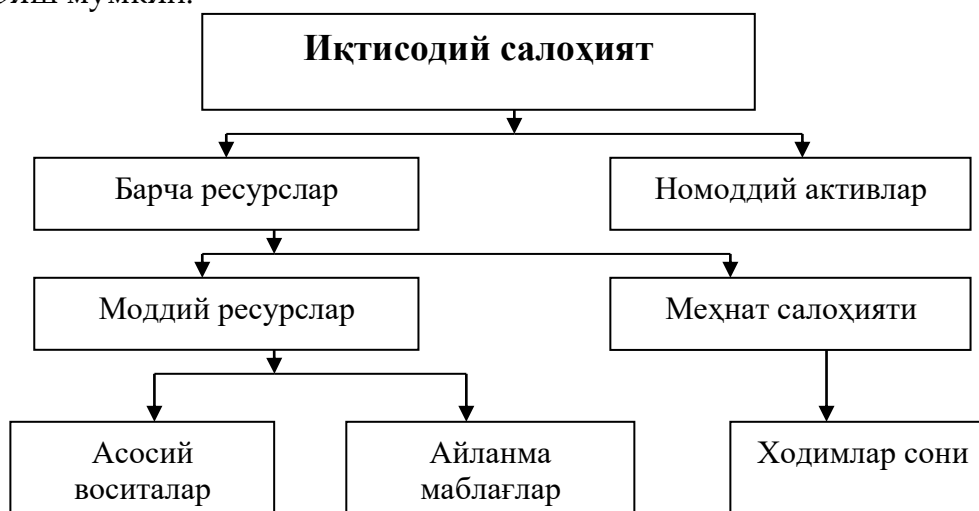 мумкин.
Иқтисодий салоҳият
Барча ресурслар
Номоддий активлар
Моддий ресурслар
Меҳнат салоҳияти
Асосий
воситалар
Айланма
маблағлар
Ходимлар сони